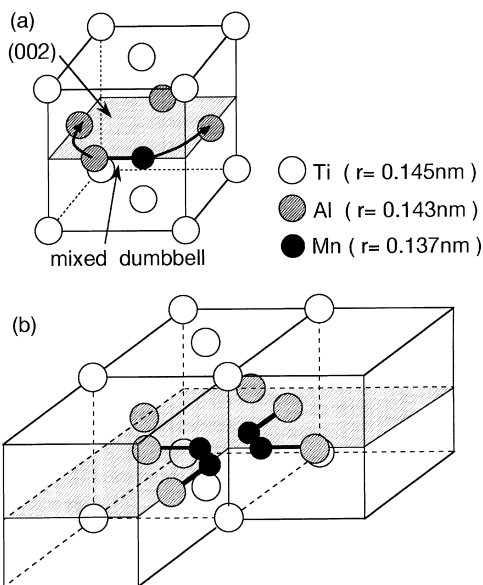 (a)
(002)
mixed dumbbell
Ti ( r= 0.145nm)
Al ( r= 0.143nm)
Mn ( r= 0.137nm)
(b)